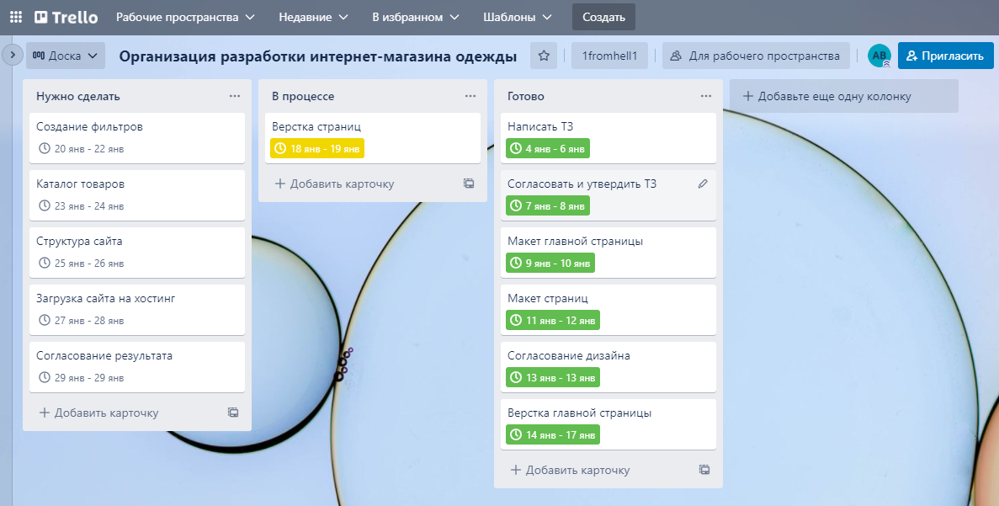 Trello
Рабочие пространства
Недавние
В избранном
Шаблоны
Создать
Доска
Организация разработки интернет-магазина одежды
1fromhell1
Для рабочего пространства
АВ
Пригласить
Нужно сделать
Создание фильтров
20 янв - 22 янв
Каталог товаров
23 янв - 24 янв
Структура сайта
25 янв - 26 янв
Загрузка сайта на хостинг
27 янв - 28 янв
Согласование результата
29 янв - 29 янв
Добавить карточку
В процессе
Верстка страниц
18 янв - 19 янв
Добавить карточку
Готово
Написать ТЗ
4 янв - 6 янв
Согласовать и утвердить ТЗ
7 янв - 8 янв
Макет главной страницы
9 янв - 10 янв
Макет страниц
11 янв - 12 янв
Согласование дизайна
13 янв - 13 янв
Верстка главной страницы
14 янв - 17 янв
Добавить карточку
Добавьте еще одну колонку